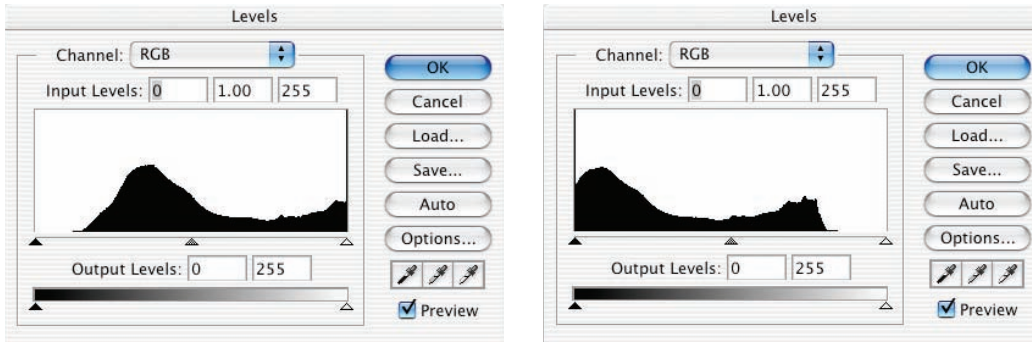 Levels
Channel: RGB
OK
Input Levels: 0 1.00 255
Cancel
Load...
Save...
Auto
Options...
Output Levels: 0 255
Preview
Levels
Channel: RGB
OK
Input Levels: 0 1.00 255
Cancel
Load...
Save...
Auto
Options...
Output Levels: 0 255
Preview